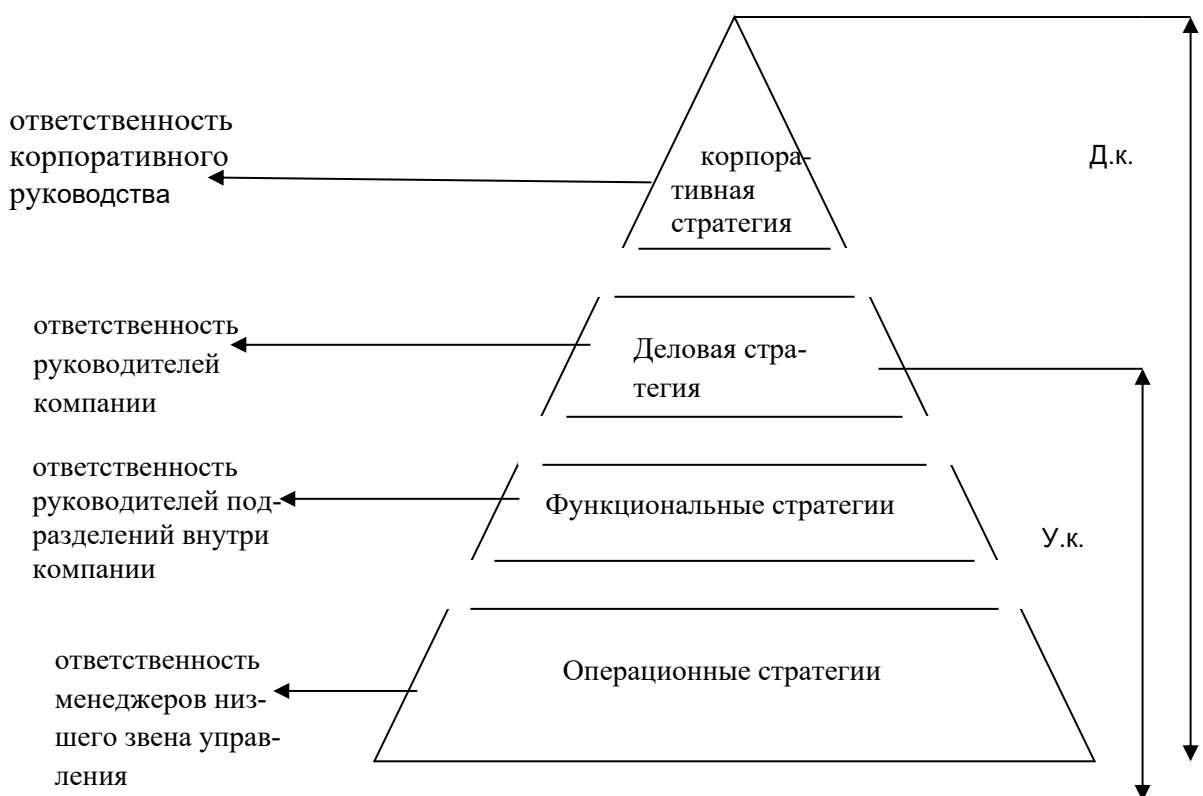 ответственность
корпоративного
руководства
корпора-
тивная
стратегия
Д.к.
ответственность
руководителей
компании
Деловая стра-
тегия
ответственность
руководителей под-
разделений внутри
компании
Функциональные стратегии
У.к.
ответственность
менеджеров низ-
шего звена управ-
ления
Операционные стратегии